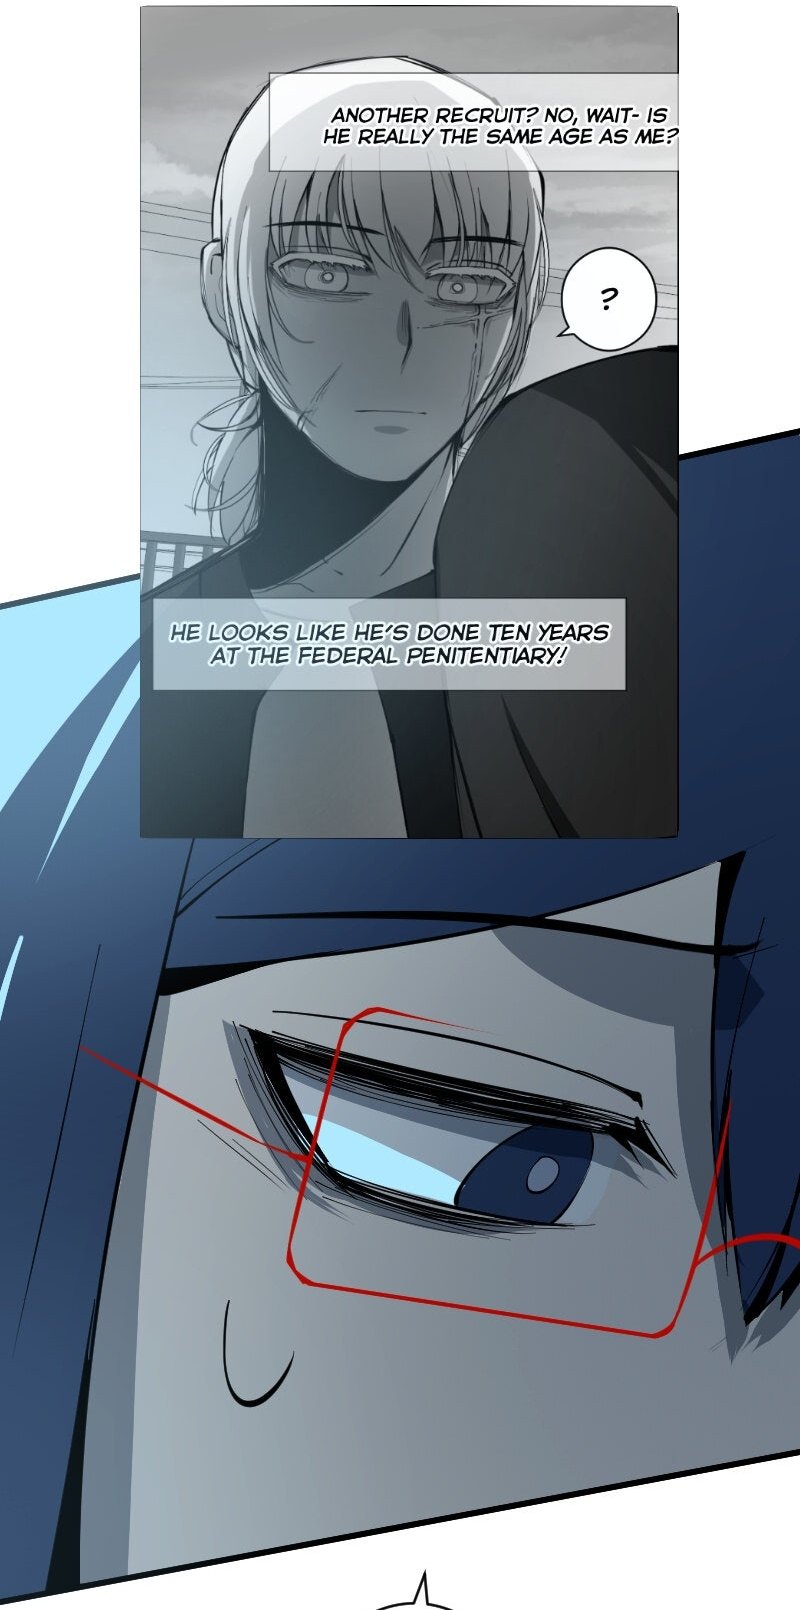 ANOTHER RECRUIT? NO, WAIT- IS
HE REALLY THE SAME AGE AS ME?
?
HE LOOKS LIKE HE'S DONE TEN YEARS
AT THE FEDERAL PENITENTIARY!